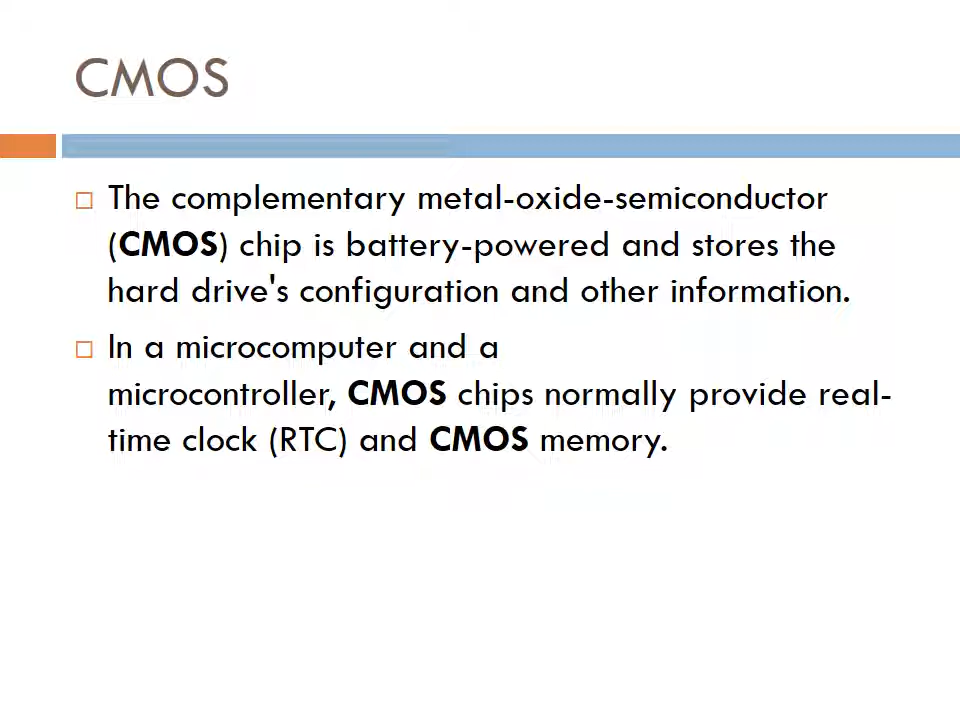 CMOS
The complementary metal-oxide-semiconductor
(CMOS) chip is battery-powered and stores the
hard drive's configuration and other information.
In a microcomputer and a
microcontroller, CMOS chips normally provide real-
time clock (RTC) and CMOS memory.